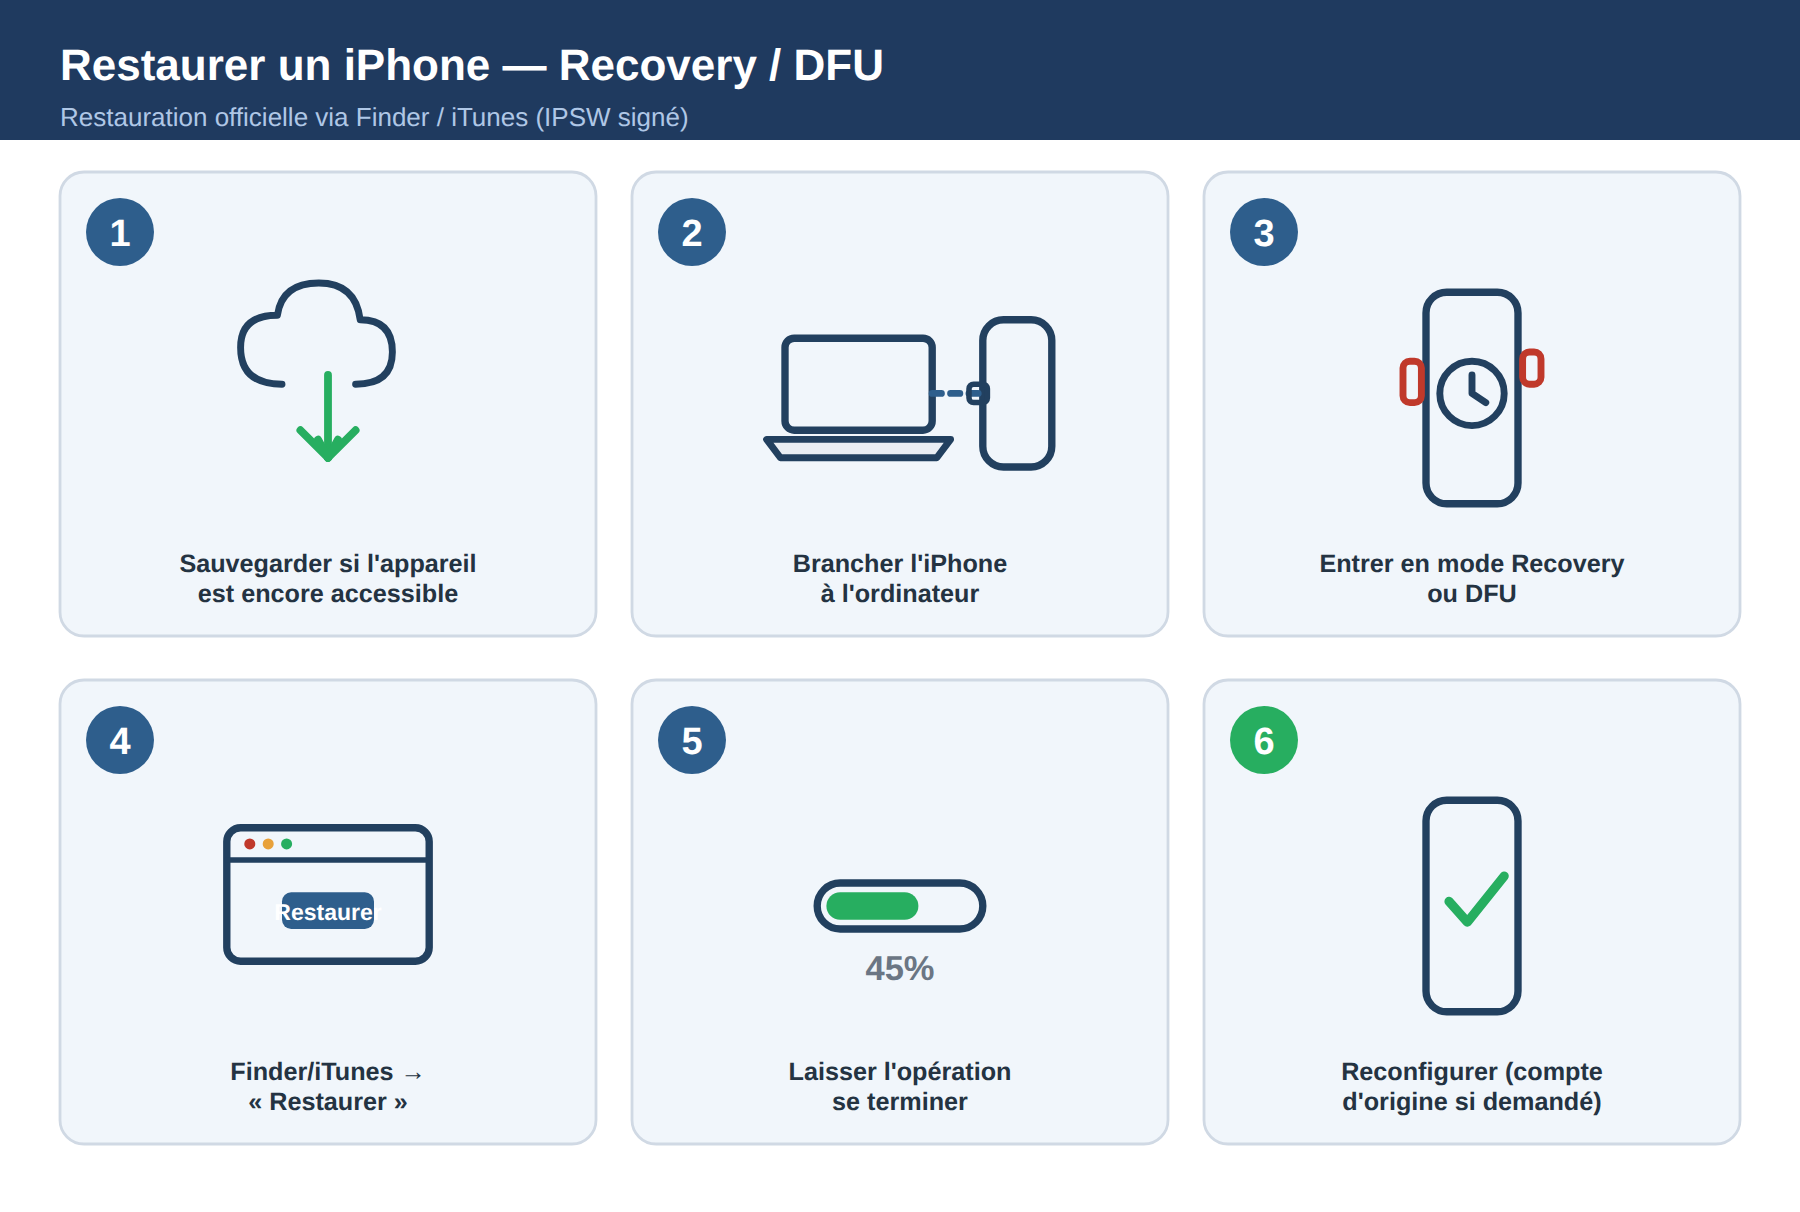 Restaurer un iPhone — Recovery / DFU
Restauration officielle via Finder / iTunes (IPSW signé)
1
Sauvegarder si l'appareil
est encore accessible
2
Brancher l'iPhone
à l'ordinateur
3
Entrer en mode Recovery
ou DFU
4
Restaurer
Finder/iTunes →
« Restaurer »
5
45%
Laisser l'opération
se terminer
6
Reconfigurer (compte
d'origine si demandé)